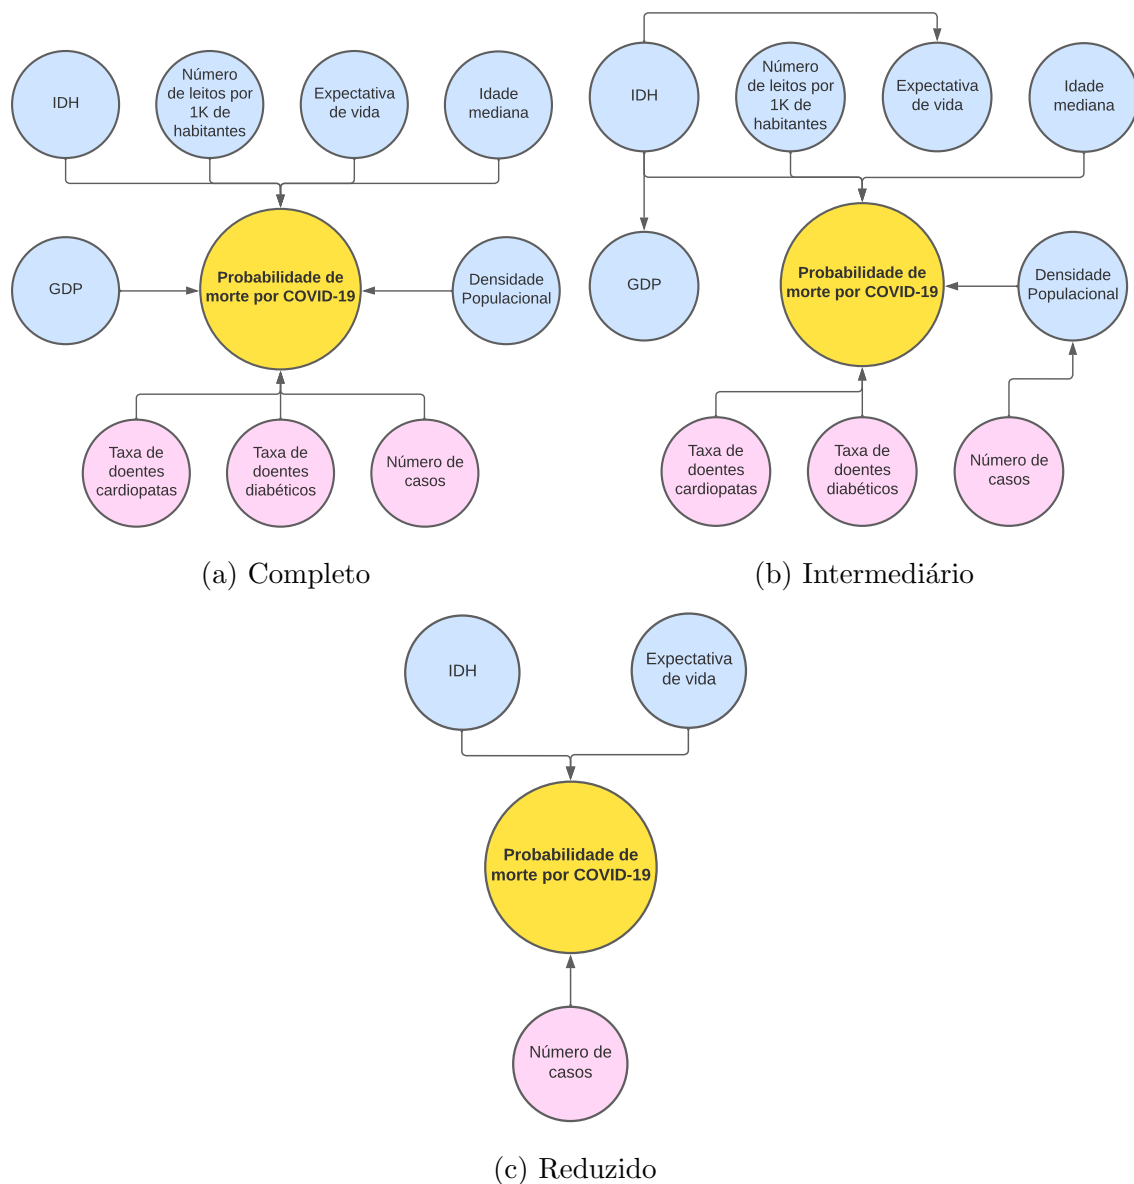 IDH
Número
de leitos por
1K de
habitantes
Expectativa
de vida
Idade
mediana
GDP
Probabilidade de
morte por COVID-19
Densidade
Populacional
Taxa de
doentes
cardiopatas
Taxa de
doentes
diabéticos
Número de
casos
(a) Completo
IDH
Número
de leitos por
1K de
habitantes
Expectativa
de vida
Idade
mediana
GDP
Probabilidade de
morte por COVID-19
Densidade
Populacional
Taxa de
doentes
cardiopatas
Taxa de
doentes
diabéticos
Número de
casos
(b) Intermediário
IDH
Expectativa
de vida
Probabilidade de
morte por COVID-19
Número de
casos
(c) Reduzido